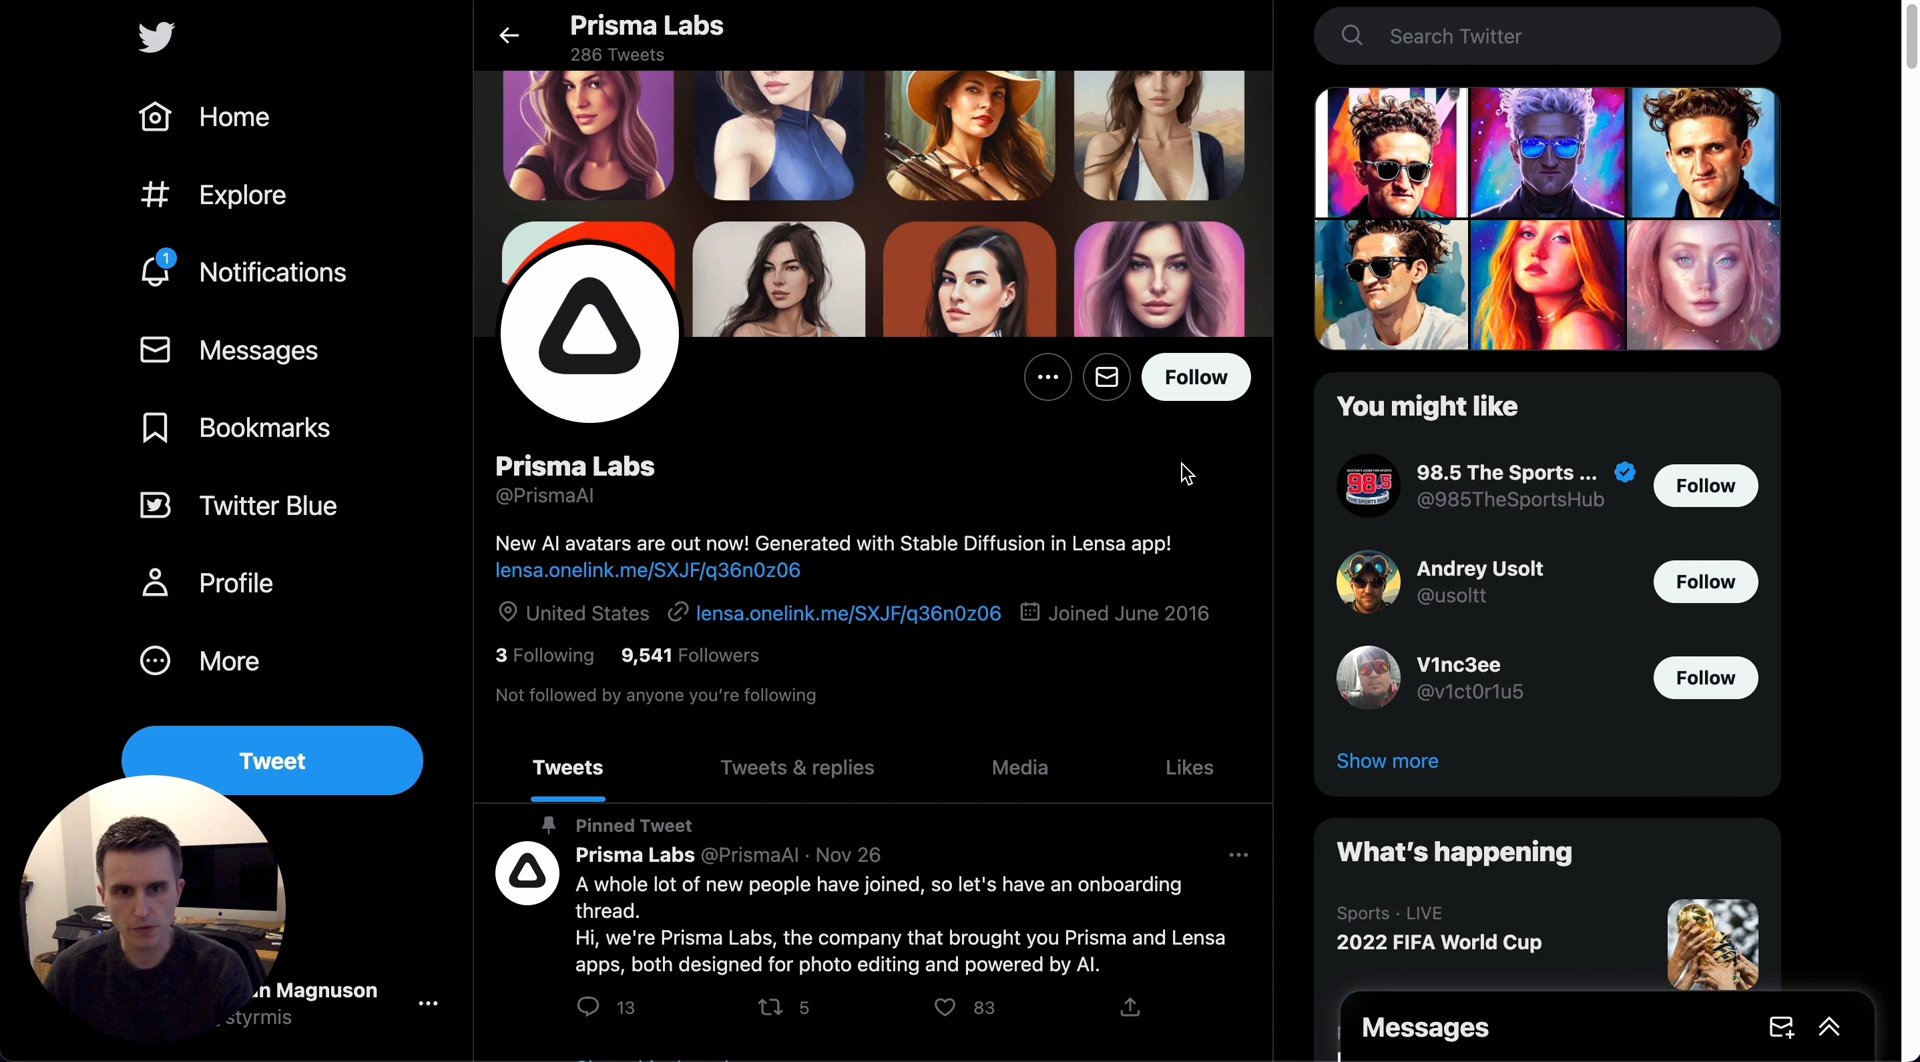 Home
Explore
1
Notifications
Messages
Bookmarks
Twitter Blue
Profile
More
Tweet
n Magnuson
styrmis
Prisma Labs
286 Tweets
Follow
Prisma Labs
@PrismaAI
New AI avatars are out now! Generated with Stable Diffusion in Lensa app!
lensa.onelink.me/SXJF/q36n0z06
United States lensa.onelink.me/SXJF/q36n0z06 Joined June 2016
3 Following 9,541 Followers
Not followed by anyone you're following
Tweets Tweets & replies Media Likes
Pinned Tweet
Prisma Labs @PrismaAI · Nov 26
A whole lot of new people have joined, so let's have an onboarding
thread.
Hi, we're Prisma Labs, the company that brought you Prisma and Lensa
apps, both designed for photo editing and powered by AI.
13 5 83
Search Twitter
You might like
98.5
98.5 The Sports ...
@985TheSportsHub
Follow
Andrey Usolt
@usoltt
Follow
V1nc3ee
@v1ct0r1u5
Follow
Show more
What's happening
Sports · LIVE
2022 FIFA World Cup
Messages